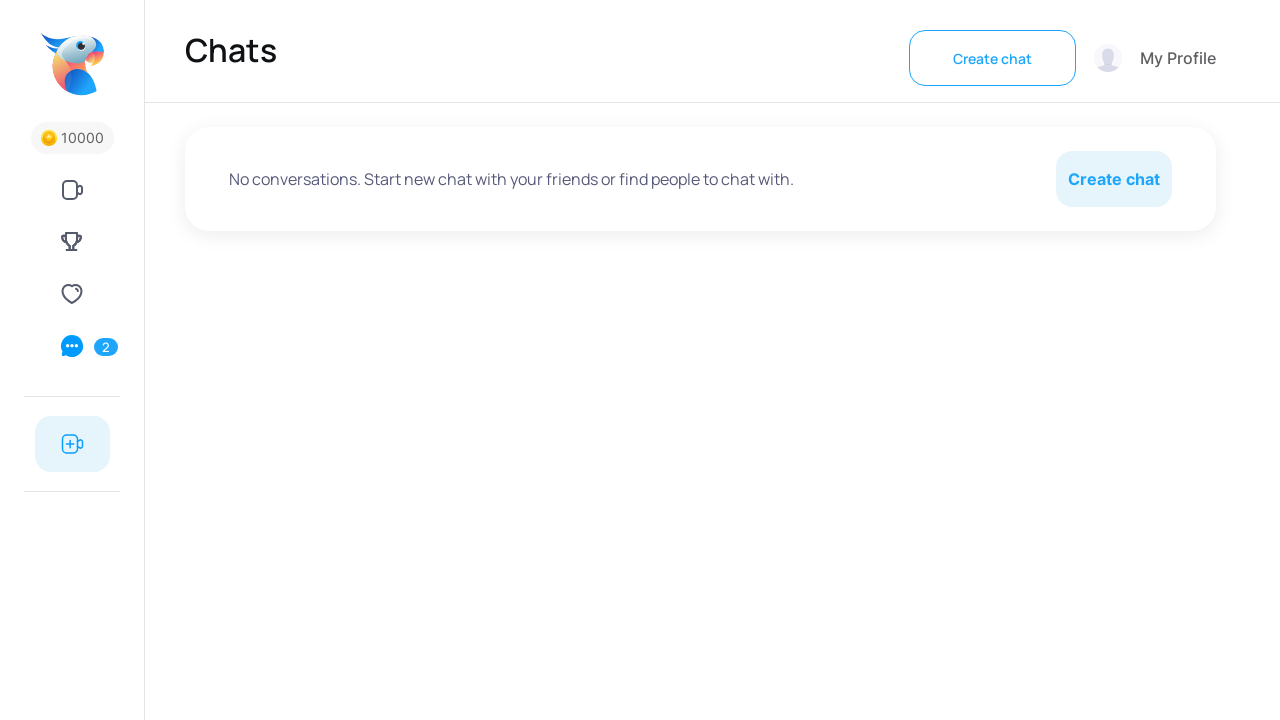 Chats
Create chat
My Profile
10000
No conversations. Start new chat with your friends or find people to chat with.
Create chat
2